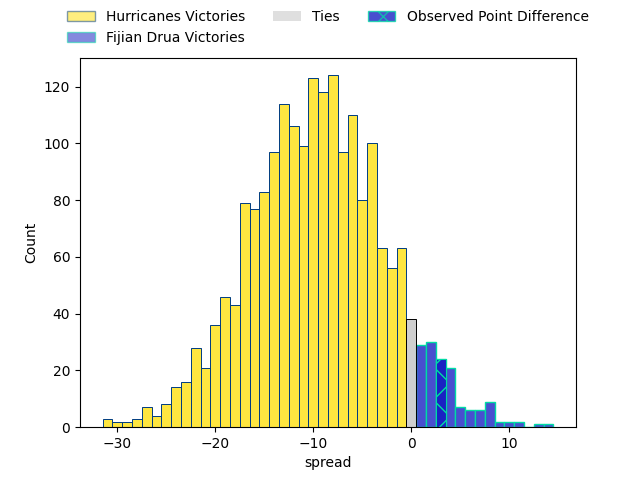 Hurricanes Victories
Ties
Observed Point Difference
Fijian Drua Victories
120
100
80
60
40
20
0
Count
−30
−20
−10
0
10
spread